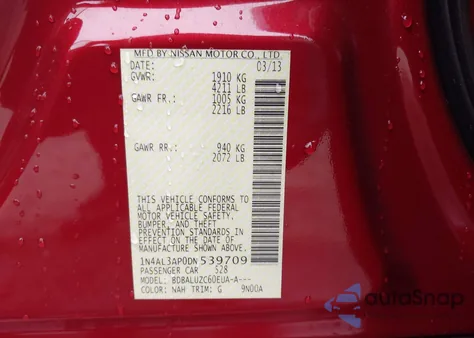 MFD BY NISSAN MOTOR CO., LTD.
DATE: 03/13
GVWR: 1910 KG
4211 LB
GAWR FR.: 1005 KG
2216 LB
GAWR RR.: 940 KG
2072 LB
THIS VEHICLE CONFORMS TO
ALL APPLICABLE FEDERAL
MOTOR VEHICLE SAFETY,
BUMPER, AND THEFT
PREVENTION STANDARDS IN
EFFECT ON THE DATE OF
MANUFACTURE SHOWN ABOVE.
1N4AL3AP0DN539709
PASSENGER CAR 528
MODEL: BDBALUZC60EUA-A---
COLOR: NAH TRIM: G 9N00A
autoSnap